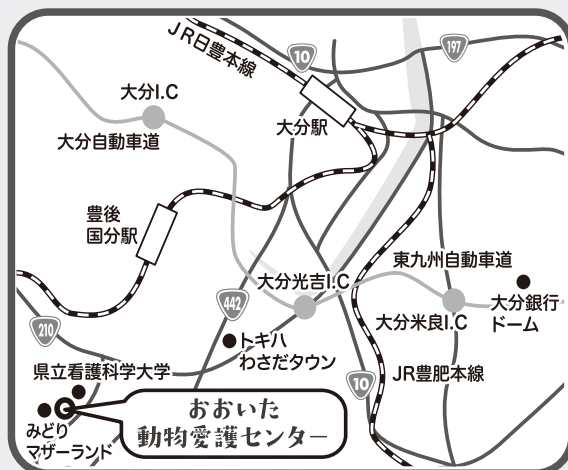 JR日豊本線
10
197
大分I.C
大分駅
大分自動車道
豊後
国分駅
東九州自動車道
大分光吉I.C
大分銀行
ドーム
442
大分米良I.C
210
トキハ
わさだタウン
県立看護科学大学
JR豊肥本線
10
おおいた
動物愛護センター
みどり
マザーランド